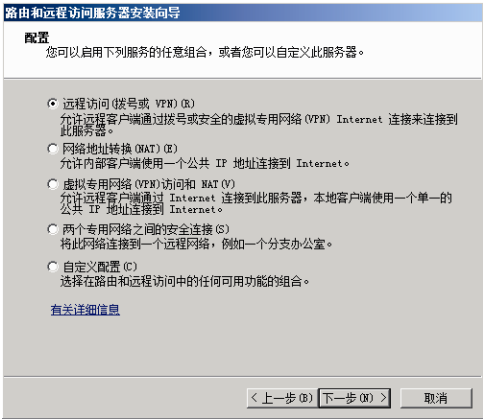 路由和远程访问服务器安装向导
配置
您可以启用下列服务的任意组合，或者您可以自定义此服务器。
远程访问(拨号或 VPN)(R)
允许远程客户端通过拨号或安全的虚拟专用网络(VPN) Internet 连接来连接到
此服务器。
网络地址转换(NAT)(E)
允许内部客户端使用一个公共 IP 地址连接到 Internet。
虚拟专用网络(VPN)访问和 NAT(V)
允许远程客户端通过 Internet 连接到此服务器，本地客户端使用一个单一的
公共 IP 地址连接到 Internet。
两个专用网络之间的安全连接(S)
将此网络连接到一个远程网络，例如一个分支办公室。
自定义配置(C)
选择在路由和远程访问中的任何可用功能的组合。
有关详细信息
< 上一步(B) 下一步(N) > 取消